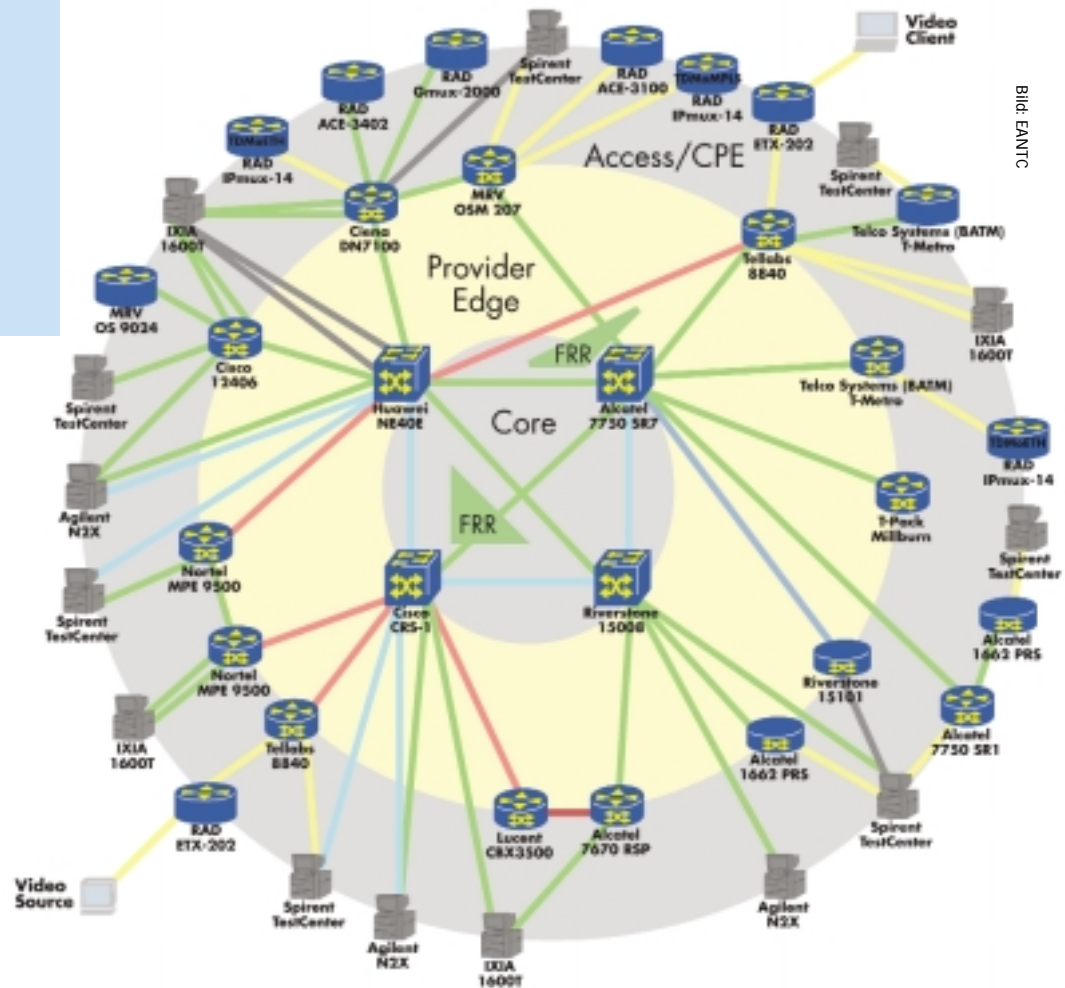 Video
Client
Spirent
TestCenter
RAD
Gmux-2000
RAD
ACE-3100
TDMoMPLS
RAD
IPmux-14
RAD
ACE-3402
RAD
ETX-202
Bild: EANTC
TDMoETH
RAD
IPmux-14
Access/CPE
Spirent
TestCenter
MRV
OSM 207
IXIA
1600T
Ciena
DN7100
Telco Systems (BATM)
T-Metro
Tellabs
8840
Provider
Edge
MRV
OS 9024
IXIA
1600T
Cisco
12406
FRR
Spirent
TestCenter
Huawei
NE40E
Alcatel
7750 SR7
Telco Systems (BATM)
T-Metro
Core
TDMoETH
RAD
IPmux-14
Agilent
N2X
T-Pack
Millburn
FRR
Nortel
MPE 9500
Spirent
TestCenter
Spirent
TestCenter
Cisco
CRS-1
Riverstone
15008
Alcatel
1662 PRS
Nortel
MPE 9500
Riverstone
15101
IXIA
1600T
Tellabs
8840
Alcatel
7750 SR1
Alcatel
1662 PRS
RAD
ETX-202
Lucent
CBX3500
Alcatel
7670 RSP
Spirent
TestCenter
Video
Source
Spirent
TestCenter
Agilent
N2X
Agilent
N2X
IXIA
1600T